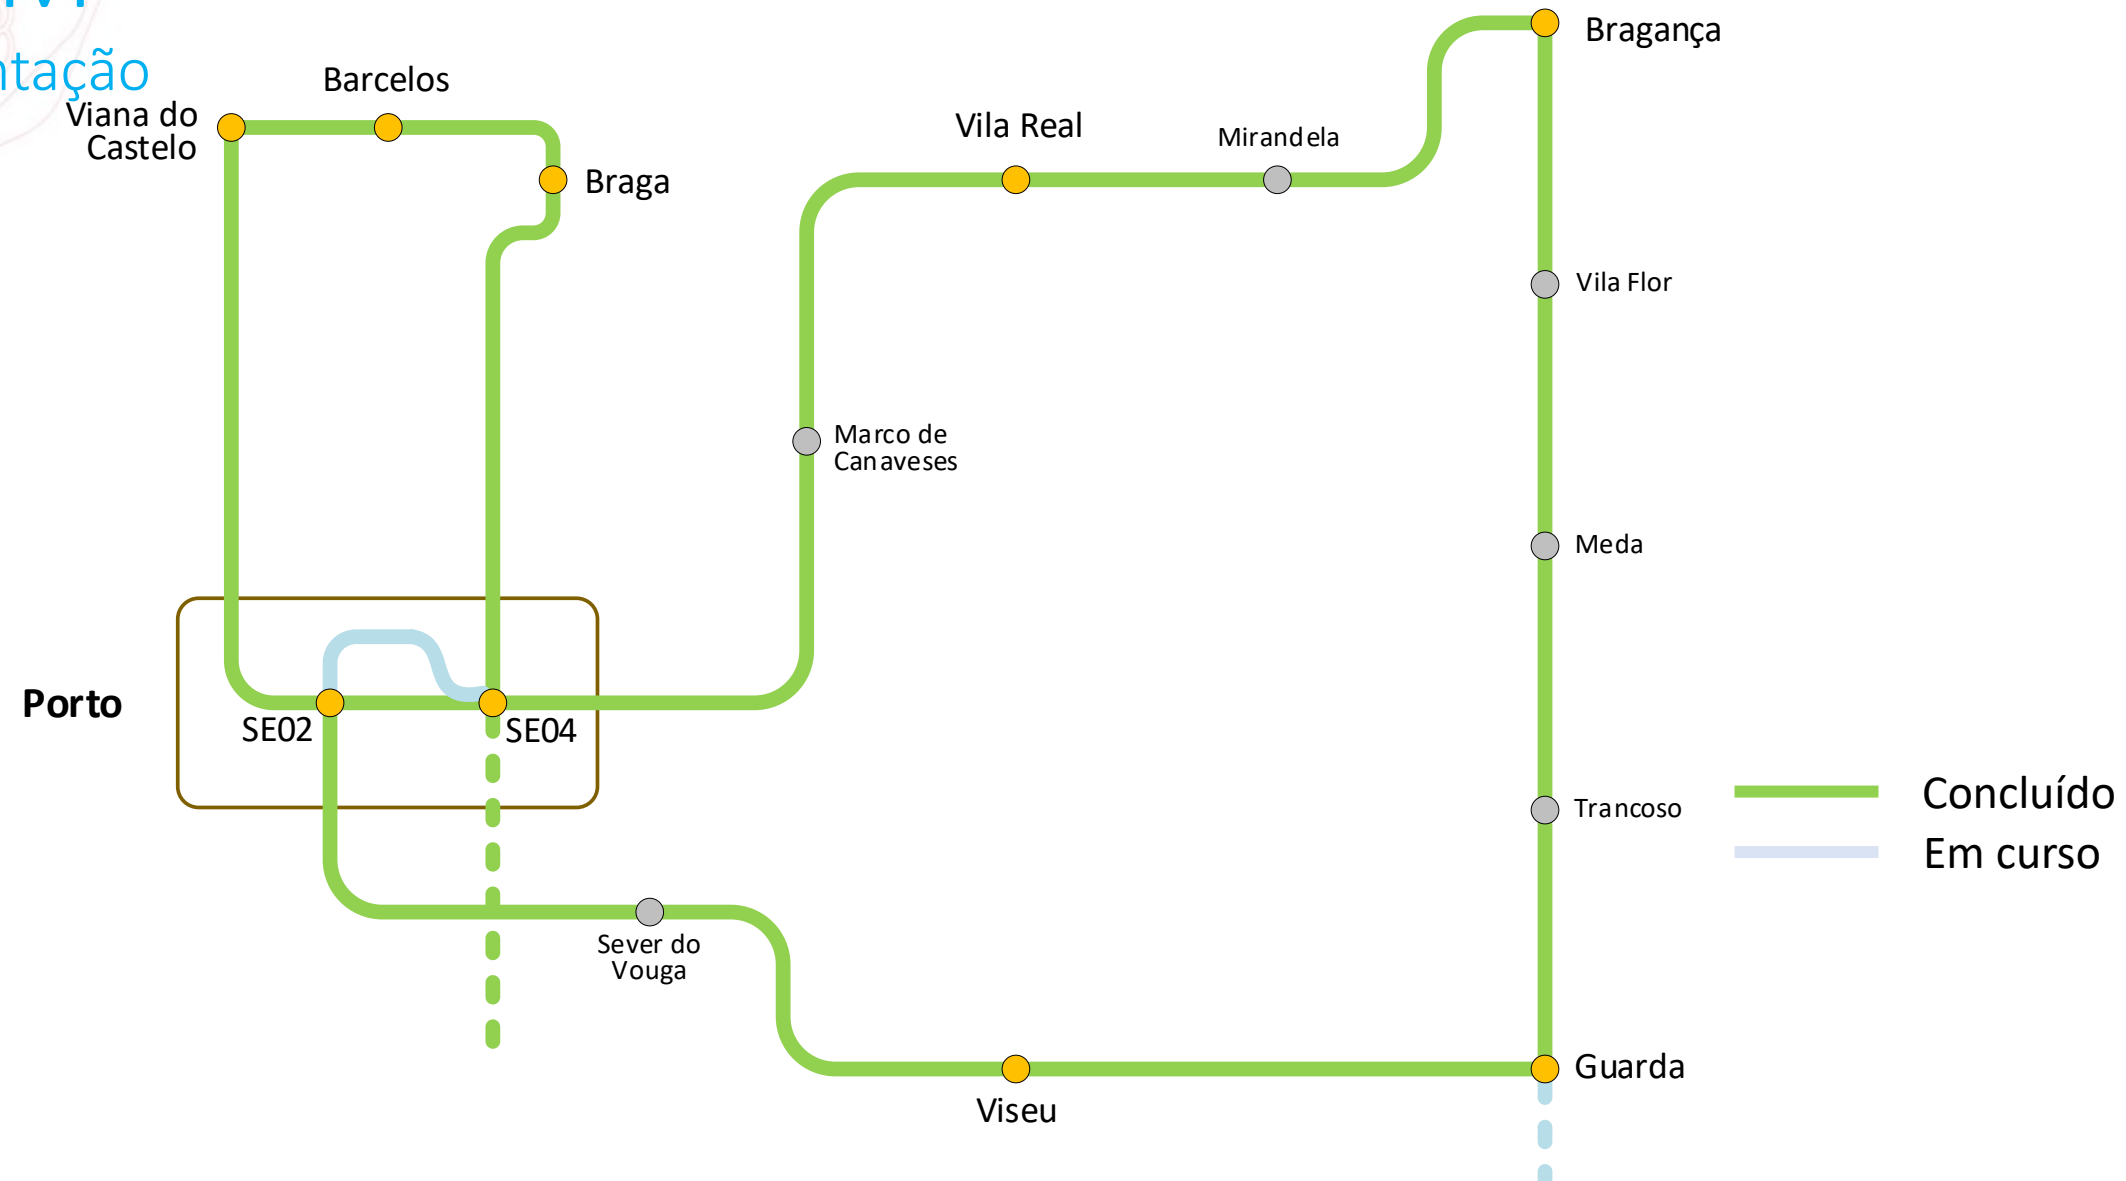 Bragança
Barcelos
Viana do
Castelo
Vila Real
Mirandela
Braga
Vila Flor
Marco de
Canaveses
Meda
Porto
SE02
SE04
Concluído
Trancoso
Em curso
Sever do
Vouga
Guarda
Viseu